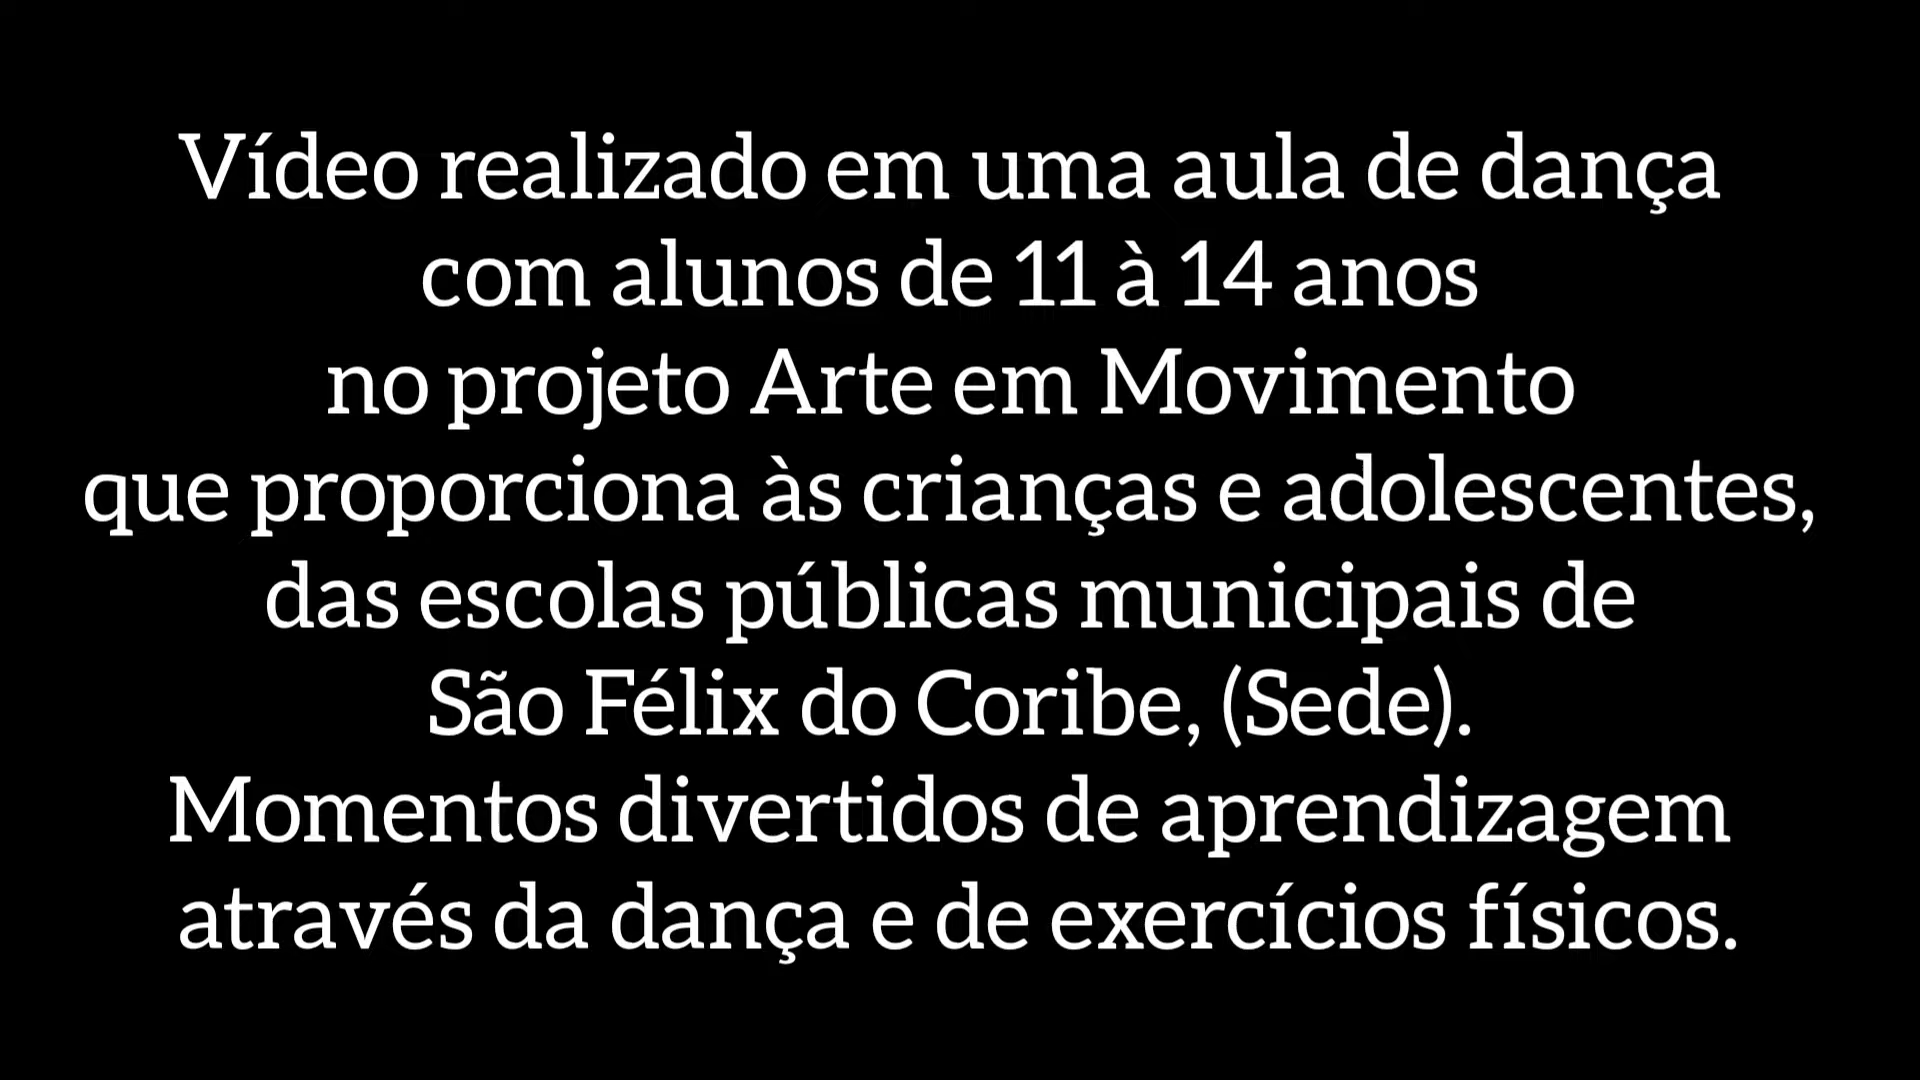 Vídeo realizado em uma aula de dança
com alunos de 11 à 14 anos
no projeto Arte em Movimento
que proporciona às crianças e adolescentes,
das escolas públicas municipais de
São Félix do Coribe, (Sede).
Momentos divertidos de aprendizagem
através da dança e de exercícios físicos.